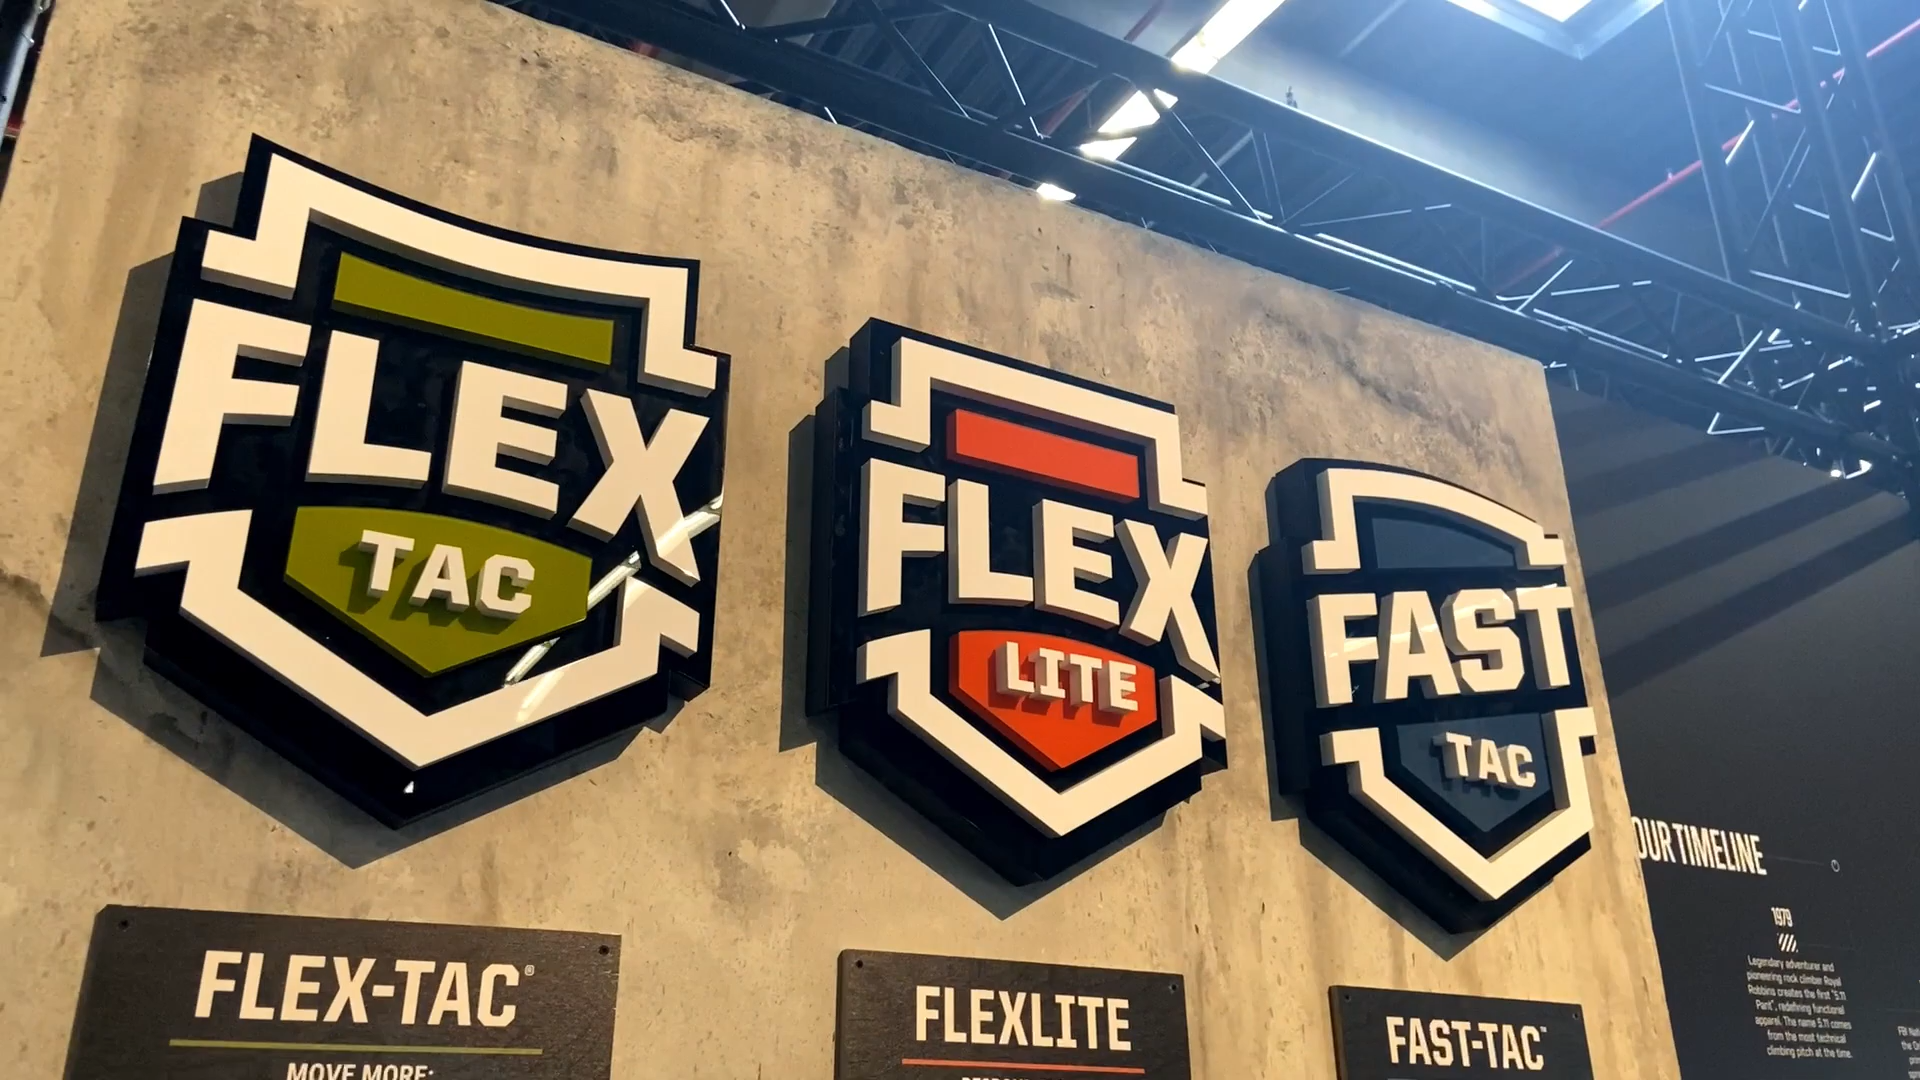 FLEX
TAC
FLEX
LITE
FAST
TAC
FLEX-TAC®
MOVE MORE:
FLEXLITE
FAST-TAC™
OUR TIMELINE
1979
Legendary adventurer and
pioneering rock climber Royal
Robbins creates the first "5.11
Pant", redefining functional
apparel. The name 5.11 comes
from the most technical
climbing pitch at the time.